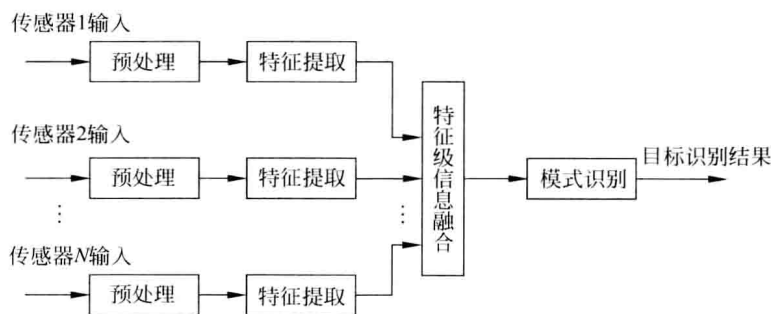 传感器1输入
预处理
特征提取
传感器2输入
预处理
特征提取
特征级信息融合
模式识别
目标识别结果
传感器N输入
预处理
特征提取